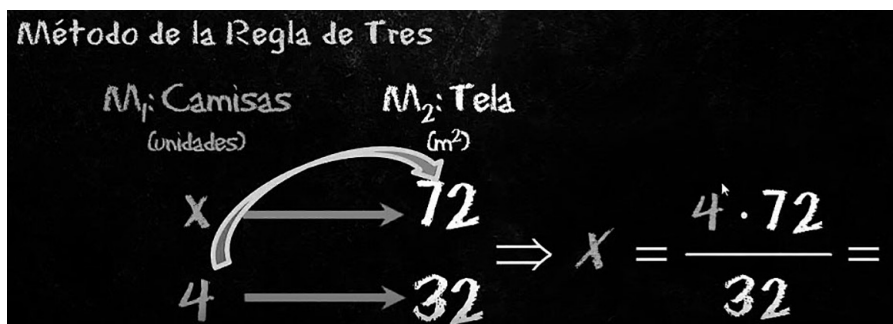 Método de la Regla de Tres
M₁: Camisas M₂: Tela
(unidades) (m²)
x → 72
4 → 32
⇒ x = 4 · 72 / 32 =